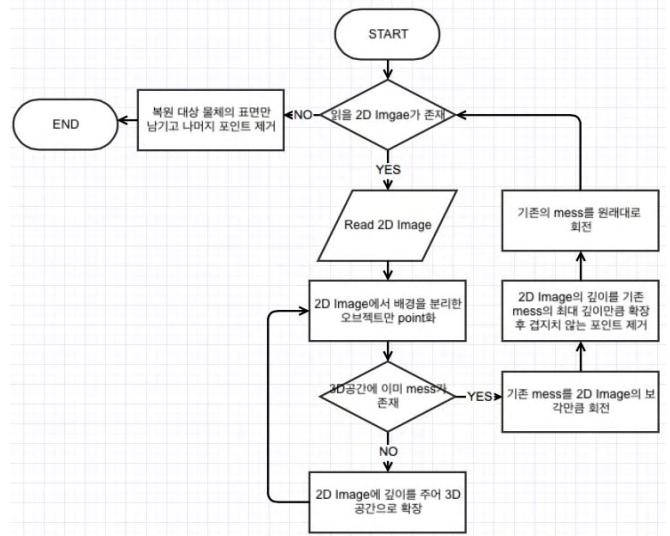 START
읽을 2D Imgae가 존재
NO
복원 대상 물체의 표면만
남기고 나머지 포인트 제거
END
YES
Read 2D Image
2D Image에서 배경을 분리한
오브젝트만 point화
3D공간에 이미 mess가
존재
YES
기존 mess를 2D Image의 보
각만큼 회전
2D Image의 깊이를 기존
mess의 최대 깊이만큼 확장
후 겹지치 않는 포인트 제거
기존의 mess를 원래대로
회전
NO
2D Image에 깊이를 주어 3D
공간으로 확장